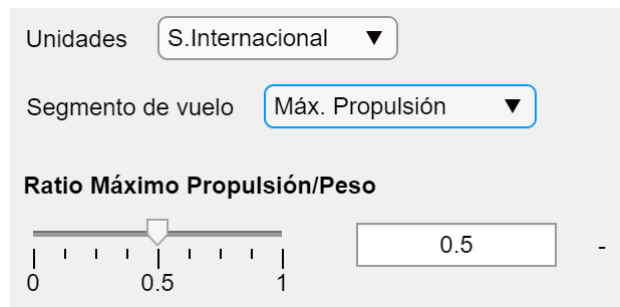 Unidades S.Internacional ▼
Segmento de vuelo Máx. Propulsión ▼
Ratio Máximo Propulsión/Peso
0.5 -
0 0.5 1